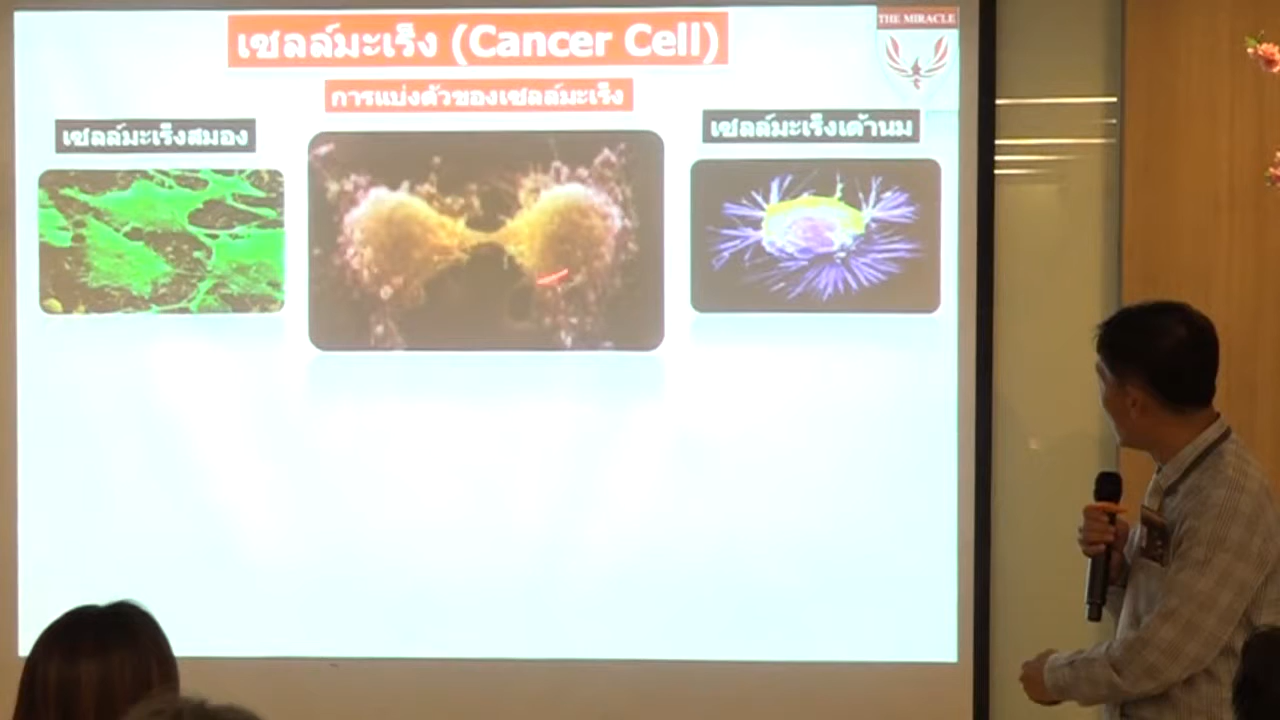 เซลล์มะเร็ง (Cancer Cell)
THE MIRACLE
การแบ่งตัวของเซลล์มะเร็ง
เซลล์มะเร็งสมอง
เซลล์มะเร็งเต้านม